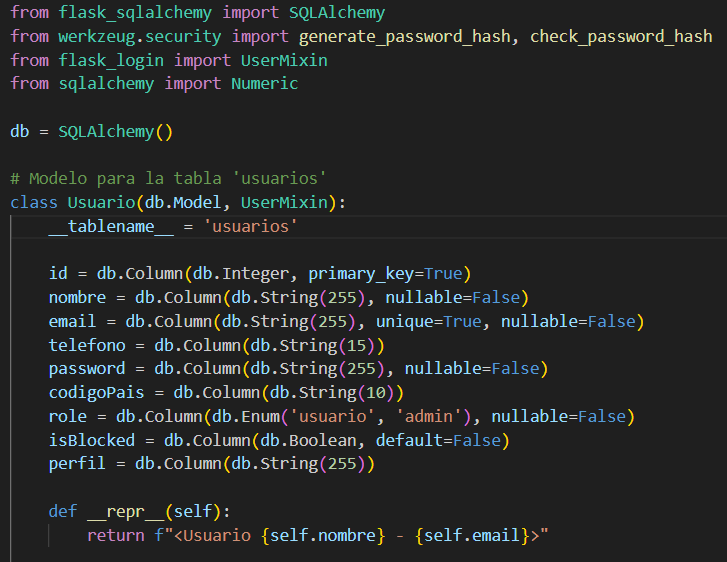 from flask_sqlalchemy import SQLAlchemy
from werkzeug.security import generate_password_hash, check_password_hash
from flask_login import UserMixin
from sqlalchemy import Numeric

db = SQLAlchemy()

# Modelo para la tabla 'usuarios'
class Usuario(db.Model, UserMixin):
    __tablename__ = 'usuarios'

    id = db.Column(db.Integer, primary_key=True)
    nombre = db.Column(db.String(255), nullable=False)
    email = db.Column(db.String(255), unique=True, nullable=False)
    telefono = db.Column(db.String(15))
    password = db.Column(db.String(255), nullable=False)
    codigoPais = db.Column(db.String(10))
    role = db.Column(db.Enum('usuario', 'admin'), nullable=False)
    isBlocked = db.Column(db.Boolean, default=False)
    perfil = db.Column(db.String(255))

    def __repr__(self):
        return f"<Usuario {self.nombre} - {self.email}>"